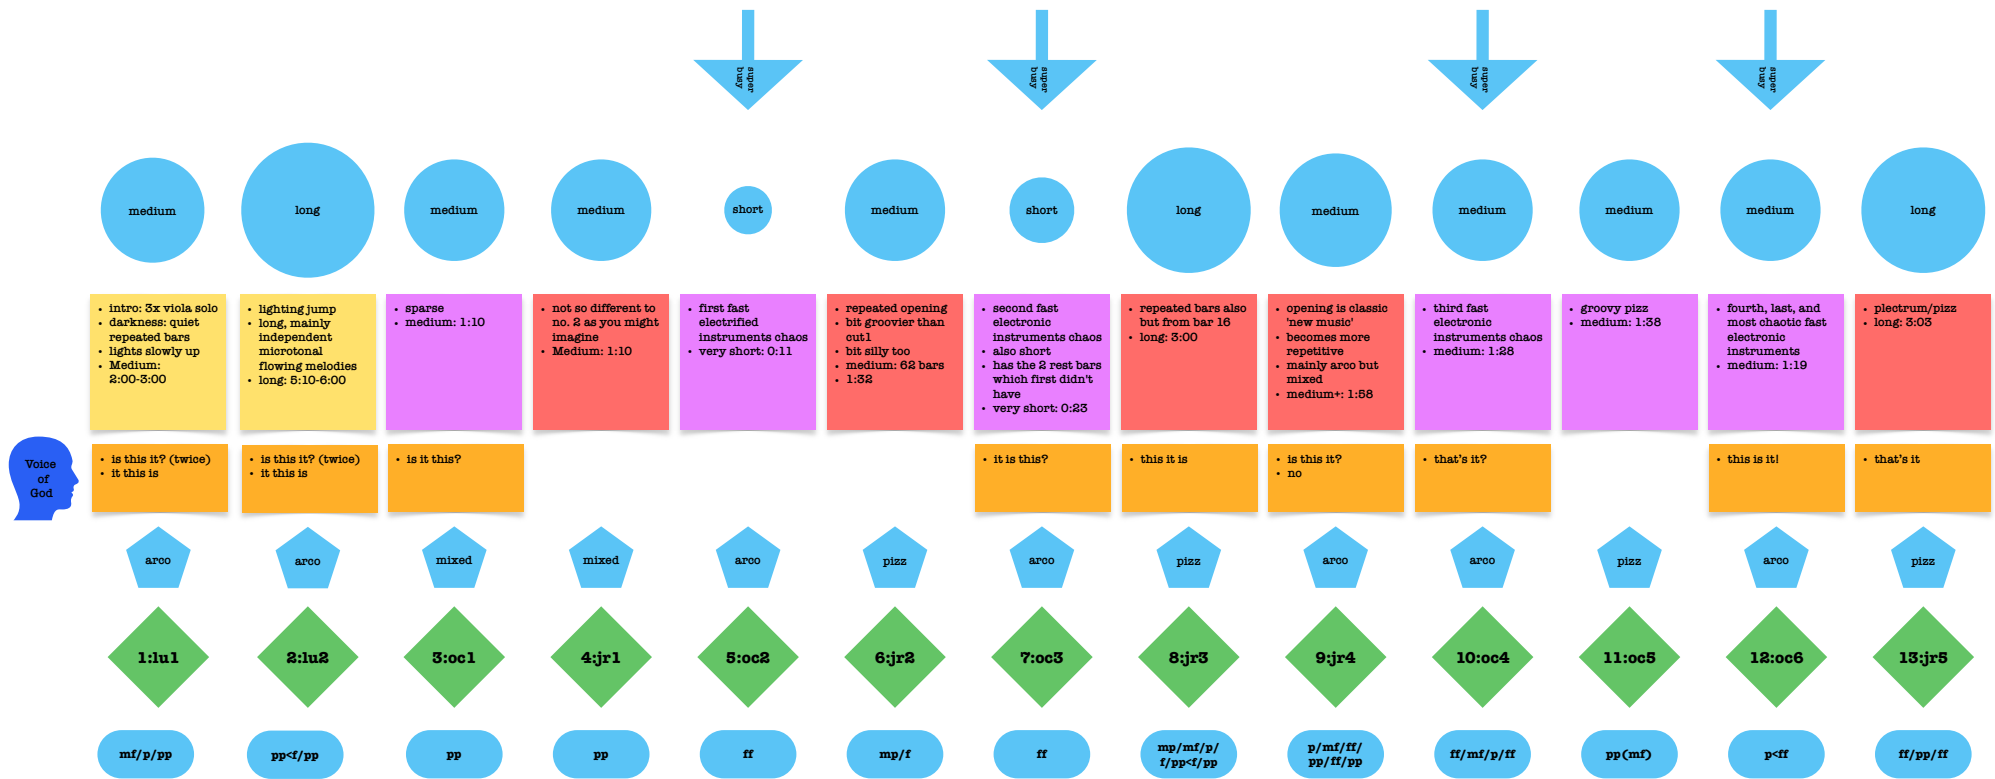 super
busy
super
busy
super
busy
super
busy
medium
long
medium
medium
short
medium
short
long
medium
medium
medium
medium
long
• intro: 3x viola solo
• darkness: quiet
repeated bars
• lights slowly up
• Medium:
2:00-3:00
• lighting jump
• long, mainly
independent
microtonal
flowing melodies
• long: 5:10-6:00
• sparse
• medium: 1:10
• not so different to
no. 2 as you might
imagine
• Medium: 1:10
• first fast
electrified
instruments chaos
• very short: 0:11
• repeated opening
• bit groovier than
cut1
• bit silly too
• medium: 62 bars
• 1:32
• second fast
electronic
instruments chaos
• also short
• has the 2 rest bars
which first didn't
have
• very short: 0:23
• repeated bars also
but from bar 16
• long: 3:00
• opening is classic
'new music'
• becomes more
repetitive
• mainly arco but
mixed
• medium+: 1:58
• third fast
electronic
instruments chaos
• medium: 1:28
• groovy pizz
• medium: 1:38
• fourth, last, and
most chaotic fast
electronic
instruments
• medium: 1:19
• plectrum/pizz
• long: 3:03
Voice
of
God
• is this it? (twice)
• it this is
• is this it? (twice)
• it this is
• is it this?
• it is this?
• this it is
• is this it?
• no
• that's it?
• this is it!
• that's it
arco
arco
mixed
mixed
arco
pizz
arco
pizz
arco
arco
pizz
arco
pizz
1:lu1
2:lu2
3:oc1
4:jr1
5:oc2
6:jr2
7:oc3
8:jr3
9:jr4
10:oc4
11:oc5
12:oc6
13:jr5
mf/p/pp
pp<f/pp
pp
pp
ff
mp/f
ff
mp/mf/p/
f/pp<f/pp
p/mf/ff/
pp/ff/pp
ff/mf/p/ff
pp(mf)
p<ff
ff/pp/ff